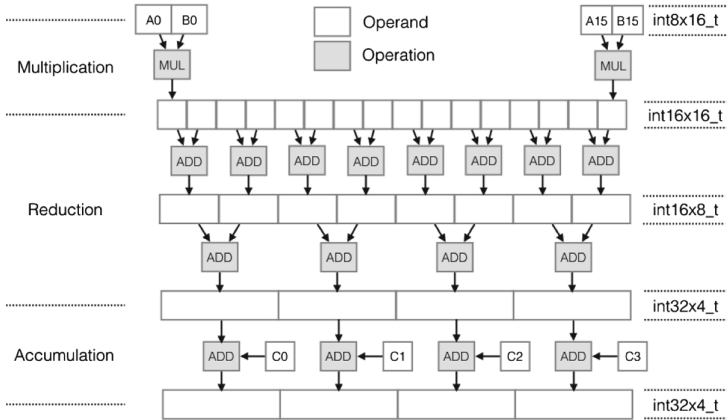 A0 B0 Operand A15 B15 int8x16_t
Multiplication MUL Operation MUL
int16x16_t
ADD ADD ADD ADD ADD ADD ADD ADD
Reduction int16x8_t
ADD ADD ADD ADD
int32x4_t
Accumulation ADD C0 ADD C1 ADD C2 ADD C3
int32x4_t